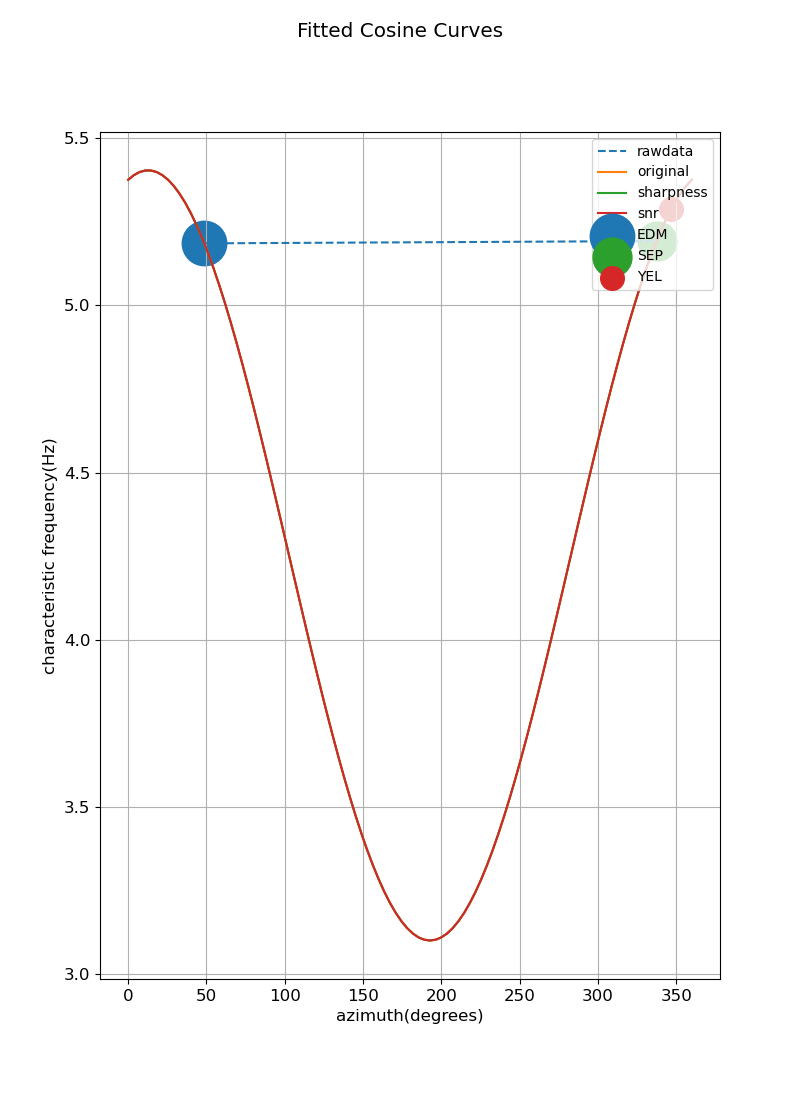 Fitted Cosine Curves
5.5
5.0
4.5
4.0
3.5
3.0
characteristic frequency(Hz)
rawdata
original
sharpness
snr
EDM
SEP
YEL
0 50 100 150 200 250 300 350
azimuth(degrees)